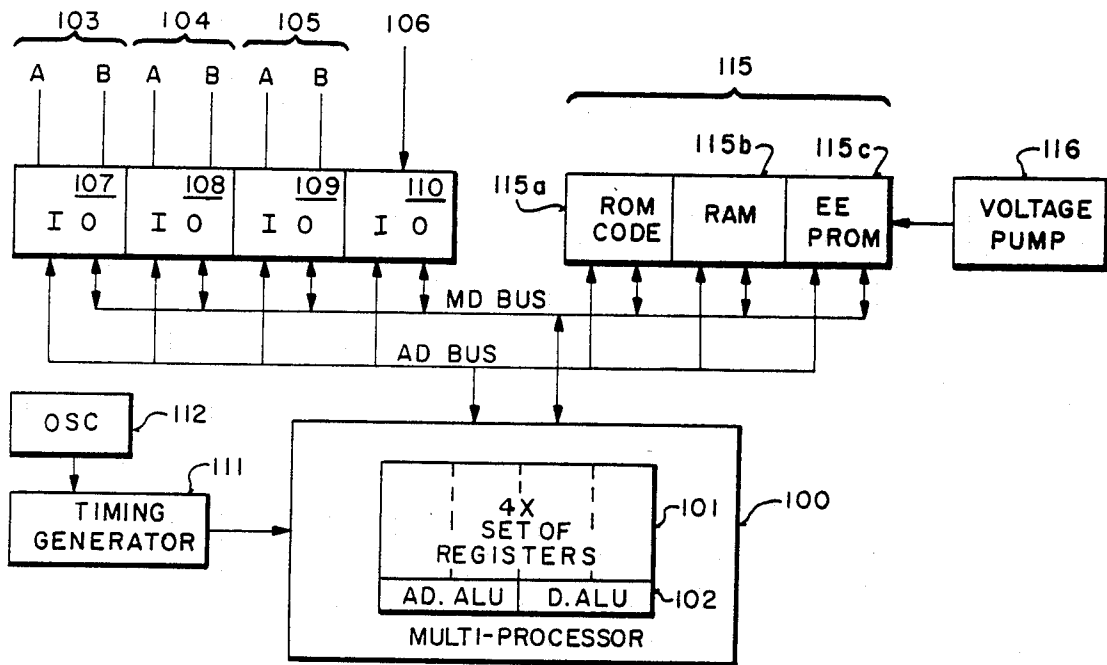 103 104 105 106
A B A B A B
115
115b 115c 116
107 108 109 110
I O I O I O I O
115a
ROM CODE
RAM
EE PROM
VOLTAGE PUMP
MD BUS
AD BUS
OSC
112
111
TIMING GENERATOR
4X
SET OF
REGISTERS
101
100
AD. ALU D. ALU
102
MULTI-PROCESSOR